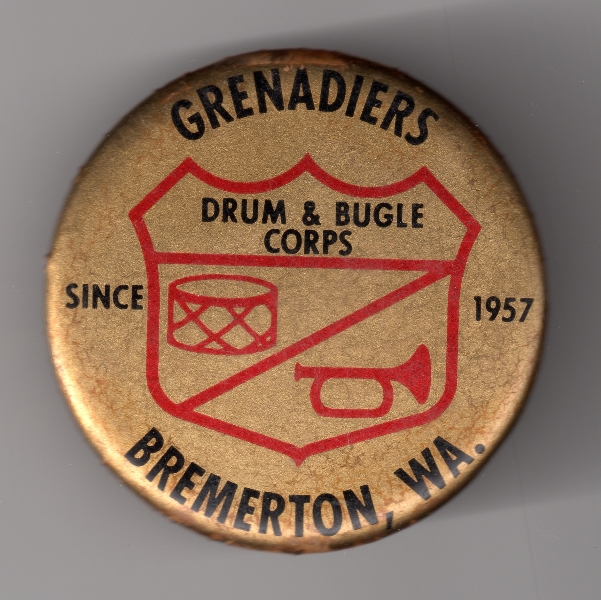 GRENADIERS
DRUM & BUGLE
CORPS
SINCE 1957
BREMERTON, WA.